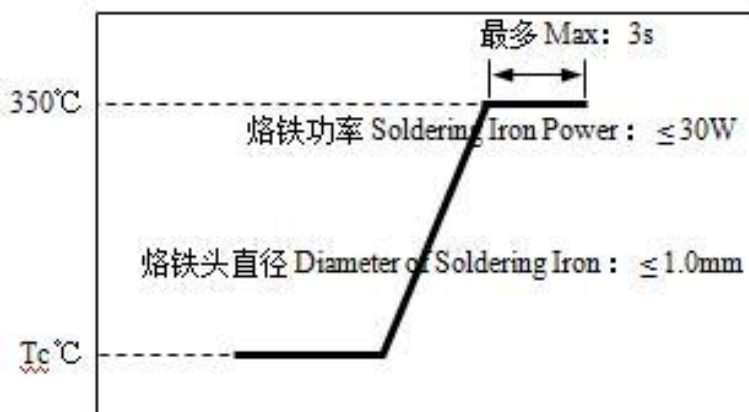 最多 Max：3s
350℃
烙铁功率 Soldering Iron Power：≤30W
烙铁头直径 Diameter of Soldering Iron：≤1.0mm
Tc℃